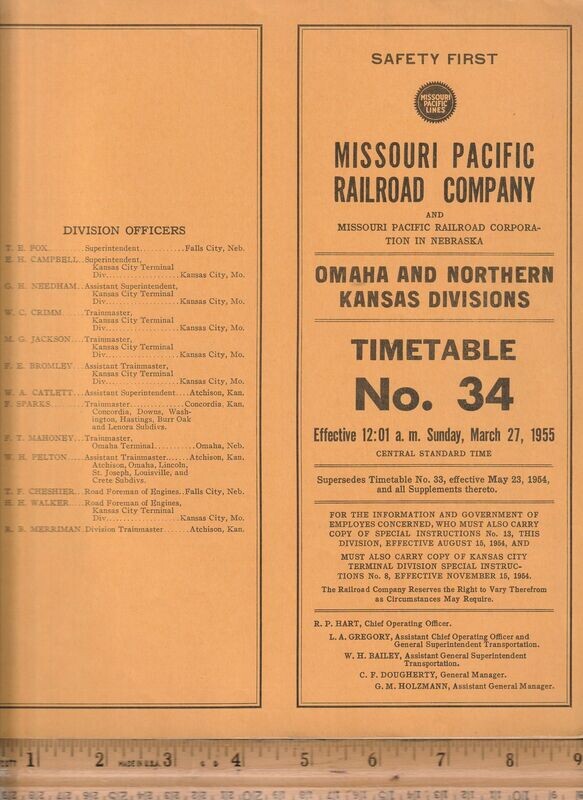 DIVISION OFFICERS
T. E. FOX.........Superintendent...........Falls City, Neb.
E. H. CAMPBELL..Superintendent,
Kansas City Terminal
Div...................Kansas City, Mo.
G. H. NEEDHAM..Assistant Superintendent,
Kansas City Terminal
Div...................Kansas City, Mo.
W. C. CRIMM....Trainmaster,
Kansas City Terminal
Div...................Kansas City, Mo.
M. G. JACKSON...Trainmaster,
Kansas City Terminal
Div...................Kansas City, Mo.
F. E. BROMLEY...Assistant Trainmaster,
Kansas City Terminal
Div...................Kansas City, Mo.
W. A. CATLETT...Assistant Superintendent....Atchison, Kan.
F. SPARKS........Trainmaster..............Concordia, Kan.
Concordia, Downs, Wash-
ington, Hastings, Burr Oak
and Lenora Subdivs.
F. T. MAHONEY..Trainmaster,
Omaha Terminal...........Omaha, Neb.
W. H. PELTON....Assistant Trainmaster......Atchison, Kan.
Atchison, Omaha, Lincoln,
St. Joseph, Louisville, and
Crete Subdivs.
T. F. CHESHIER..Road Foreman of Engines..Falls City, Neb.
H. H. WALKER....Road Foreman of Engines,
Kansas City Terminal
Div...................Kansas City, Mo.
R. B. MERRIMAN.Division Trainmaster.......Atchison, Kan.
SAFETY FIRST
MISSOURI
PACIFIC
LINES
MISSOURI PACIFIC
RAILROAD COMPANY
AND
MISSOURI PACIFIC RAILROAD CORPORA-
TION IN NEBRASKA
OMAHA AND NORTHERN
KANSAS DIVISIONS
TIMETABLE
No. 34
Effective 12:01 a. m. Sunday, March 27, 1955
CENTRAL STANDARD TIME
Supersedes Timetable No. 33, effective May 23, 1954,
and all Supplements thereto.
FOR THE INFORMATION AND GOVERNMENT OF
EMPLOYES CONCERNED, WHO MUST ALSO CARRY
COPY OF SPECIAL INSTRUCTIONS No. 13, THIS
DIVISION, EFFECTIVE AUGUST 15, 1954, AND
MUST ALSO CARRY COPY OF KANSAS CITY
TERMINAL DIVISION SPECIAL INSTRUC-
TIONS No. 8, EFFECTIVE NOVEMBER 15, 1954.
The Railroad Company Reserves the Right to Vary Therefrom
as Circumstances May Require.
R. P. HART, Chief Operating Officer.
L. A. GREGORY, Assistant Chief Operating Officer and
General Superintendent Transportation.
W. H. BAILEY, Assistant General Superintendent
Transportation.
C. F. DOUGHERTY, General Manager.
G. M. HOLZMANN, Assistant General Manager.
1 2 MADE IN U.S.A. 3 4 5 6 7 8 9